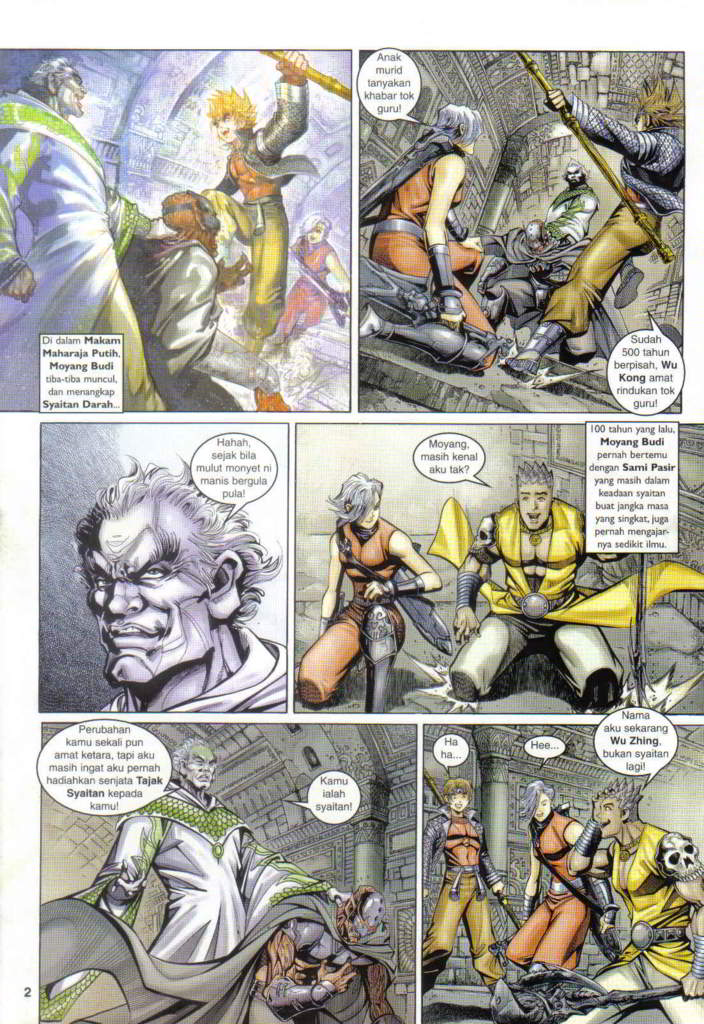 Di dalam Makam
Maharaja Putih,
Moyang Budi
tiba-tiba muncul,
dan menangkap
Syaitan Darah...
Anak
murid
tanyakan
khabar tok
guru!
Sudah
500 tahun
berpisah, Wu
Kong amat
rindukan tok
guru!
Hahah,
sejak bila
mulut monyet ni
manis bergula
pula!
Moyang,
masih kenal
aku tak?
100 tahun yang lalu,
Moyang Budi
pernah bertemu
dengan Sami Pasir
yang masih dalam
keadaan syaitan
buat jangka masa
yang singkat, juga
pernah mengajar-
nya sedikit ilmu.
Perubahan
kamu sekali pun
amat ketara, tapi aku
masih ingat aku pernah
hadiahkan senjata Tajak
Syaitan kepada
kamu!
Kamu
ialah
syaitan!
Ha
ha...
Hee...
Nama
aku sekarang
Wu Zhing,
bukan syaitan
lagi!
2